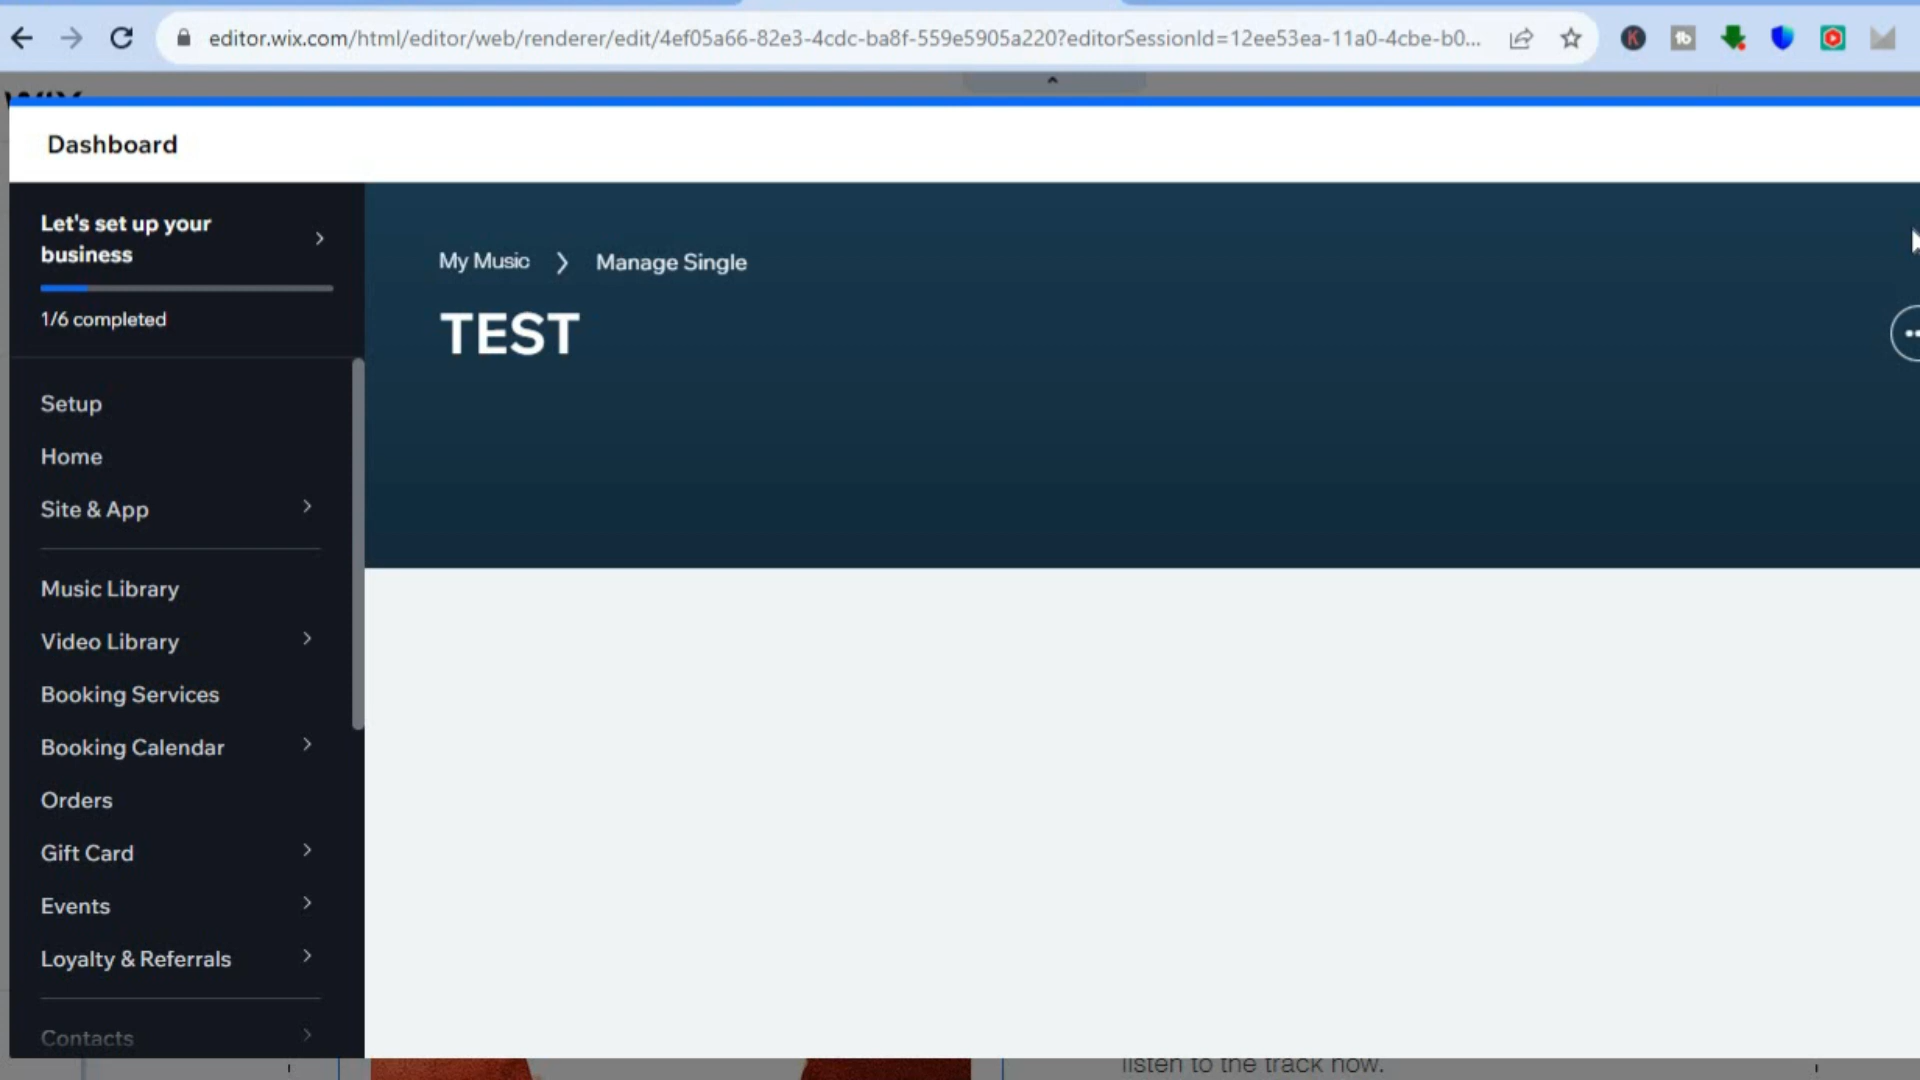 editor.wix.com/html/editor/web/renderer/edit/4ef05a66-82e3-4cdc-ba8f-559e5905a220?editorSessionId=12ee53ea-11a0-4cbe-b0...
Dashboard
Let's set up your
business
1/6 completed
Setup
Home
Site & App
Music Library
Video Library
Booking Services
Booking Calendar
Orders
Gift Card
Events
Loyalty & Referrals
Contacts
My Music > Manage Single
TEST
listen to the track now.